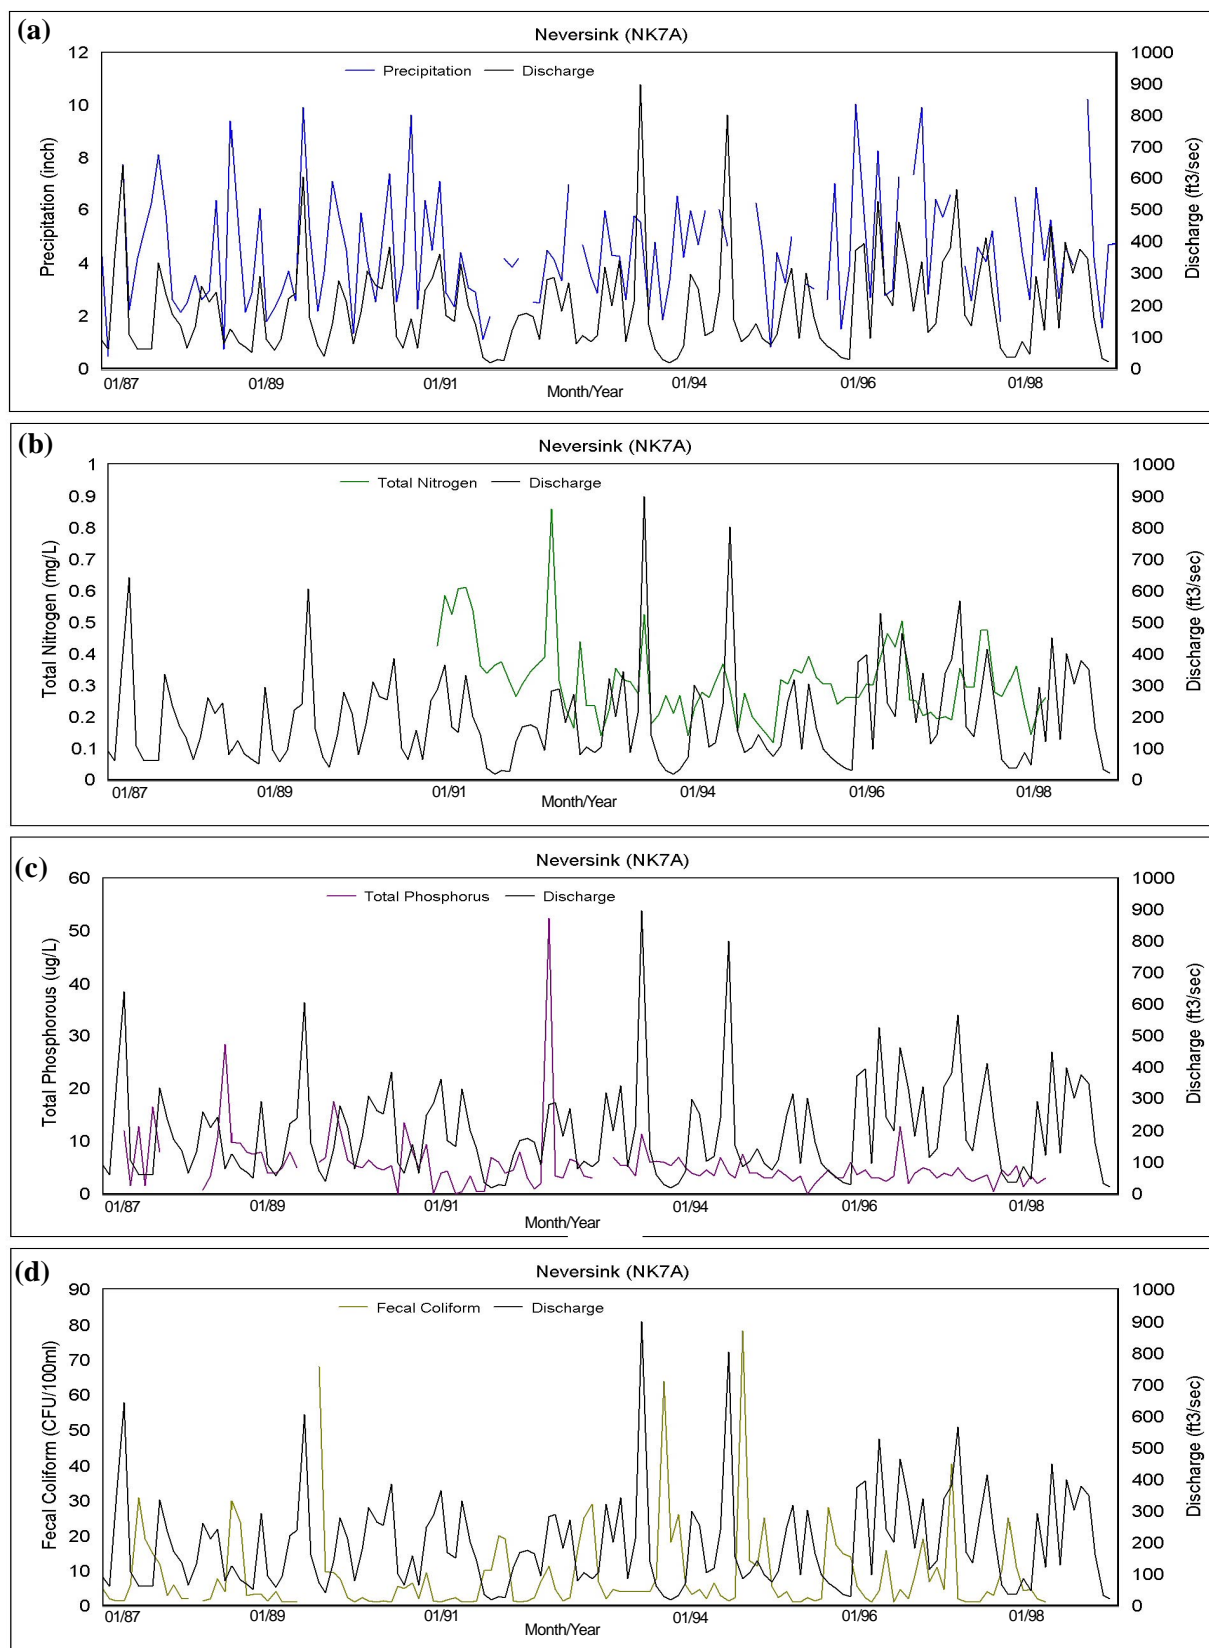 (a)
Neversink (NK7A)
Precipitation Discharge
12
10
8
6
4
2
0
Precipitation (inch)
1000
900
800
700
600
500
400
300
200
100
0
Discharge (ft3/sec)
01/87 01/89 01/91 01/94 01/96 01/98
Month/Year
(b)
Neversink (NK7A)
Total Nitrogen Discharge
1
0.9
0.8
0.7
0.6
0.5
0.4
0.3
0.2
0.1
0
Total Nitrogen (mg/L)
1000
900
800
700
600
500
400
300
200
100
0
Discharge (ft3/sec)
01/87 01/89 01/91 01/94 01/96 01/98
Month/Year
(c)
Neversink (NK7A)
Total Phosphorus Discharge
60
50
40
30
20
10
0
Total Phosphorous (ug/L)
1000
900
800
700
600
500
400
300
200
100
0
Discharge (ft3/sec)
01/87 01/89 01/91 01/94 01/96 01/98
Month/Year
(d)
Neversink (NK7A)
Fecal Coliform Discharge
90
80
70
60
50
40
30
20
10
0
Fecal Coliform (CFU/100ml)
1000
900
800
700
600
500
400
300
200
100
0
Discharge (ft3/sec)
01/87 01/89 01/91 01/94 01/96 01/98
Month/Year